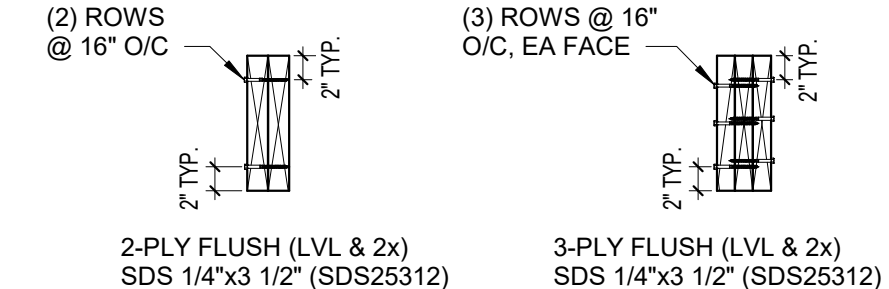 (2) ROWS
@ 16" O/C
2" TYP.
2" TYP.
2-PLY FLUSH (LVL & 2x)
SDS 1/4"x3 1/2" (SDS25312)
(3) ROWS @ 16"
O/C, EA FACE
2" TYP.
2" TYP.
3-PLY FLUSH (LVL & 2x)
SDS 1/4"x3 1/2" (SDS25312)